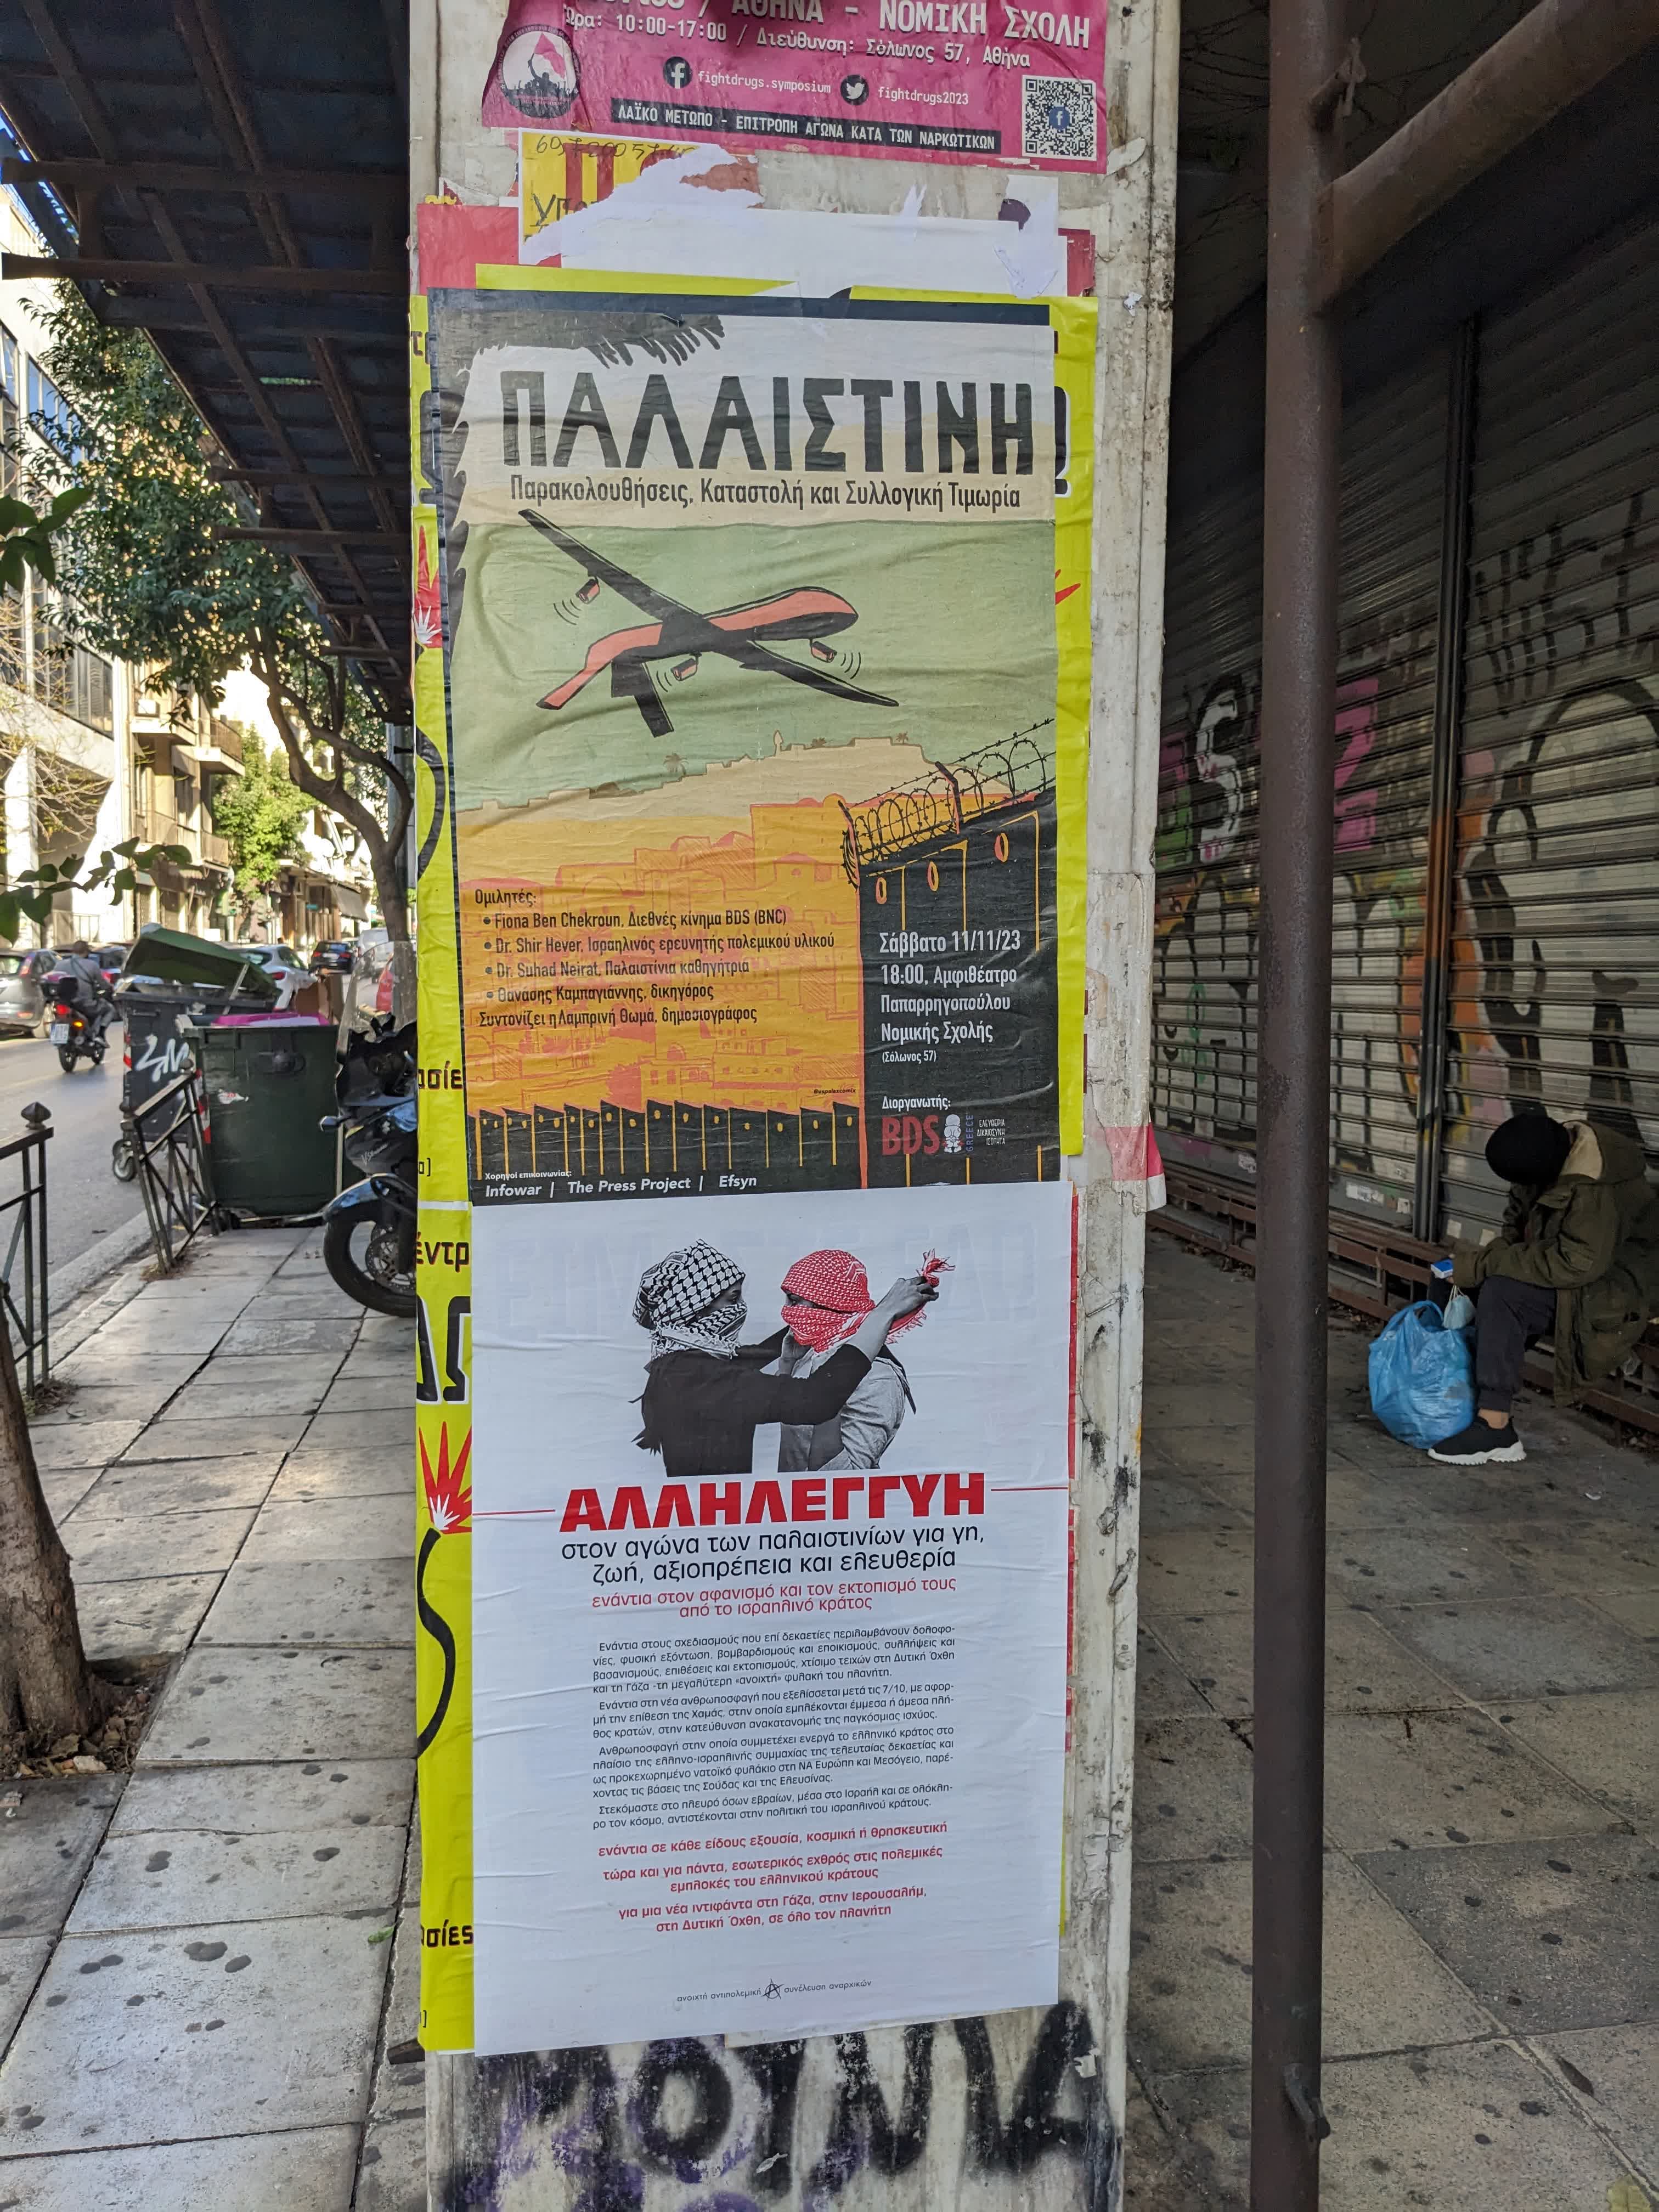 ΑΘΗΝΑ - ΝΟΜΙΚΗ ΣΧΟΛΗ
Ώρα: 10:00-17:00 / Διεύθυνση: Σόλωνος 57, Αθήνα
fightdrugs.symposium fightdrugs2023
ΛΑΪΚΟ ΜΕΤΩΠΟ - ΕΠΙΤΡΟΠΗ ΑΓΩΝΑ ΚΑΤΑ ΤΩΝ ΝΑΡΚΩΤΙΚΩΝ
ΠΑΛΑΙΣΤΙΝΗ
Παρακολουθήσεις, Καταστολή και Συλλογική Τιμωρία
Ομιλητές:
• Fiona Ben Chekroun, Διεθνές κίνημα BDS (BNC)
• Dr. Shir Hever, Ισραηλινός ερευνητής πολεμικού υλικού
• Dr. Suhad Neirat, Παλαιστίνια καθηγήτρια
• Θανάσης Καμπαγιάννης, δικηγόρος
Συντονίζει η Λαμπρινή Θωμά, δημοσιογράφος
Σάββατο 11/11/23
18:00, Αμφιθέατρο
Παπαρρηγοπούλου
Νομικής Σχολής
(Σόλωνος 57)
Διοργανωτής:
BDS GREECE
ΕΛΕΥΘΕΡΙΑ
ΔΙΚΑΙΟΣΥΝΗ
ΙΣΟΤΗΤΑ
Χορηγοί επικοινωνίας:
Infowar | The Press Project | Efsyn
ΑΛΛΗΛΕΓΓΥΗ
στον αγώνα των παλαιστινίων για γη,
ζωή, αξιοπρέπεια και ελευθερία
ενάντια στον αφανισμό και τον εκτοπισμό τους
από το ισραηλινό κράτος
Ενάντια στους σχεδιασμούς που επί δεκαετίες περιλαμβάνουν δολοφο-
νίες, φυσική εξόντωση, βομβαρδισμούς και εποικισμούς, συλλήψεις και
βασανισμούς, επιθέσεις και εκτοπισμούς, χτίσιμο τειχών στη Δυτική Όχθη
και τη Γάζα -τη μεγαλύτερη «ανοιχτή» φυλακή του πλανήτη.
Ενάντια στη νέα ανθρωποσφαγή που εξελίσσεται μετά τις 7/10, με αφορ-
μή την επίθεση της Χαμάς, στην οποία εμπλέκονται έμμεσα ή άμεσα πλή-
θος κρατών, στην κατεύθυνση ανακατανομής της παγκόσμιας ισχύος.
Ανθρωποσφαγή στην οποία συμμετέχει ενεργά το ελληνικό κράτος στο
πλαίσιο της ελληνο-ισραηλινής συμμαχίας της τελευταίας δεκαετίας και
ως προκεχωρημένο νατοϊκό φυλάκιο στη ΝΑ Ευρώπη και Μεσόγειο, παρέ-
χοντας τις βάσεις της Σούδας και της Ελευσίνας.
Στεκόμαστε στο πλευρό όσων εβραίων, μέσα στο Ισραήλ και σε ολόκλη-
ρο τον κόσμο, αντιστέκονται στην πολιτική του ισραηλινού κράτους.
ενάντια σε κάθε είδους εξουσία, κοσμική ή θρησκευτική
τώρα και για πάντα, εσωτερικός εχθρός στις πολεμικές
εμπλοκές του ελληνικού κράτους
για μια νέα ιντιφάντα στη Γάζα, στην Ιερουσαλήμ,
στη Δυτική Όχθη, σε όλο τον πλανήτη
ανοιχτή αντιπολεμική συνέλευση αναρχικών